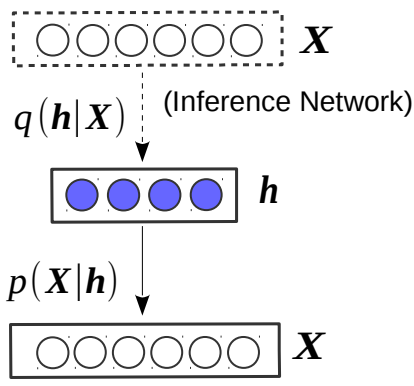 X
(Inference Network)
q(h|X)
h
p(X|h)
X